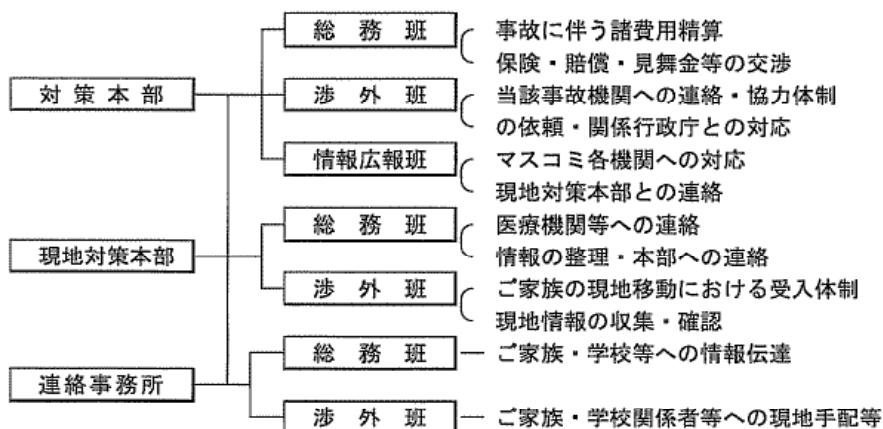 対策本部
総務班
事故に伴う諸費用精算
保険・賠償・見舞金等の交渉
渉外班
当該事故機関への連絡・協力体制
の依頼・関係行政庁との対応
情報広報班
マスコミ各機関への対応
現地対策本部との連絡
現地対策本部
総務班
医療機関等への連絡
情報の整理・本部への連絡
渉外班
ご家族の現地移動における受入体制
現地情報の収集・確認
連絡事務所
総務班
ご家族・学校等への情報伝達
渉外班
ご家族・学校関係者等への現地手配等